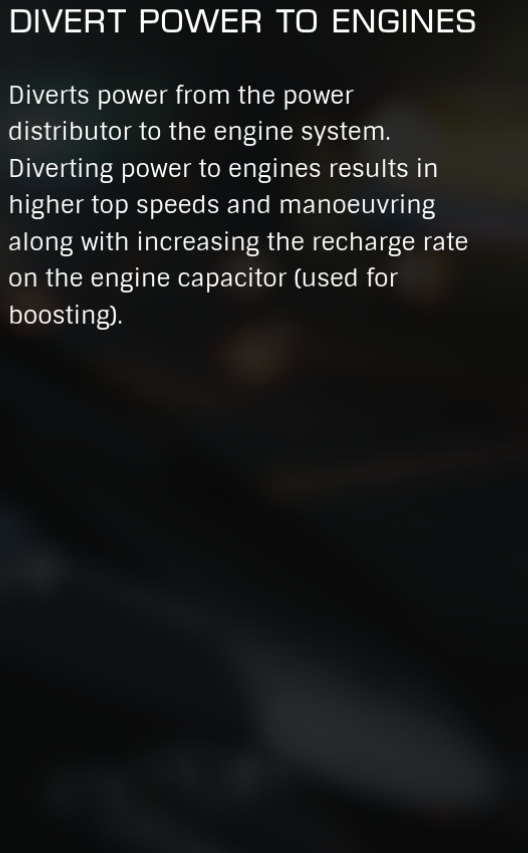 DIVERT POWER TO ENGINES
Diverts power from the power
distributor to the engine system.
Diverting power to engines results in
higher top speeds and manoeuvring
along with increasing the recharge rate
on the engine capacitor (used for
boosting).